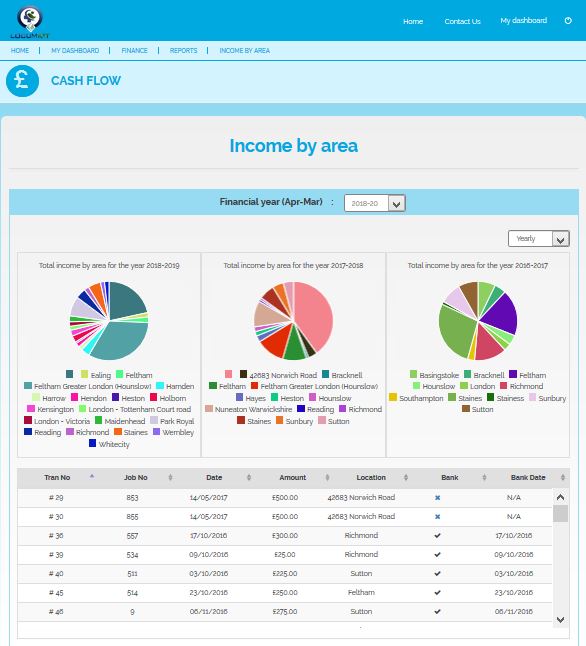 LOCUMKIT
Home Contact Us My dashboard
HOME | MY DASHBOARD | FINANCE | REPORTS | INCOME BY AREA
£ CASH FLOW
Income by area
Financial year (Apr-Mar) : 2018-20
Yearly
Total income by area for the year 2018-2019
Ealing Feltham
Feltham Greater London (Hounslow) Hamden
Harrow Hendon Heston Holborn
Kensington London - Tottenham Court road
London - Victoria Maidenhead Park Royal
Reading Richmond Staines Wembley
Whitecity
Total income by area for the year 2017-2018
42683 Norwich Road Bracknell
Feltham Feltham Greater London (Hounslow)
Hayes Heston Hounslow
Nuneaton Warwickshire Reading Richmond
Staines Sunbury Sutton
Total income by area for the year 2016-2017
Basingstoke Bracknell Feltham
Hounslow London Richmond
Southampton Staines Stainess Sunbury
Sutton
Tran No Job No Date Amount Location Bank Bank Date
# 29 853 14/05/2017 £500.00 42683 Norwich Road ✖ N/A
# 30 855 14/05/2017 £500.00 42683 Norwich Road ✖ N/A
# 36 557 17/10/2016 £300.00 Richmond ✔ 17/10/2016
# 39 534 09/10/2016 £25.00 Richmond ✔ 09/10/2016
# 40 511 03/10/2016 £225.00 Sutton ✔ 03/10/2016
# 45 514 23/10/2016 £250.00 Feltham ✔ 23/10/2016
# 46 9 06/11/2016 £275.00 Sutton ✔ 06/11/2016